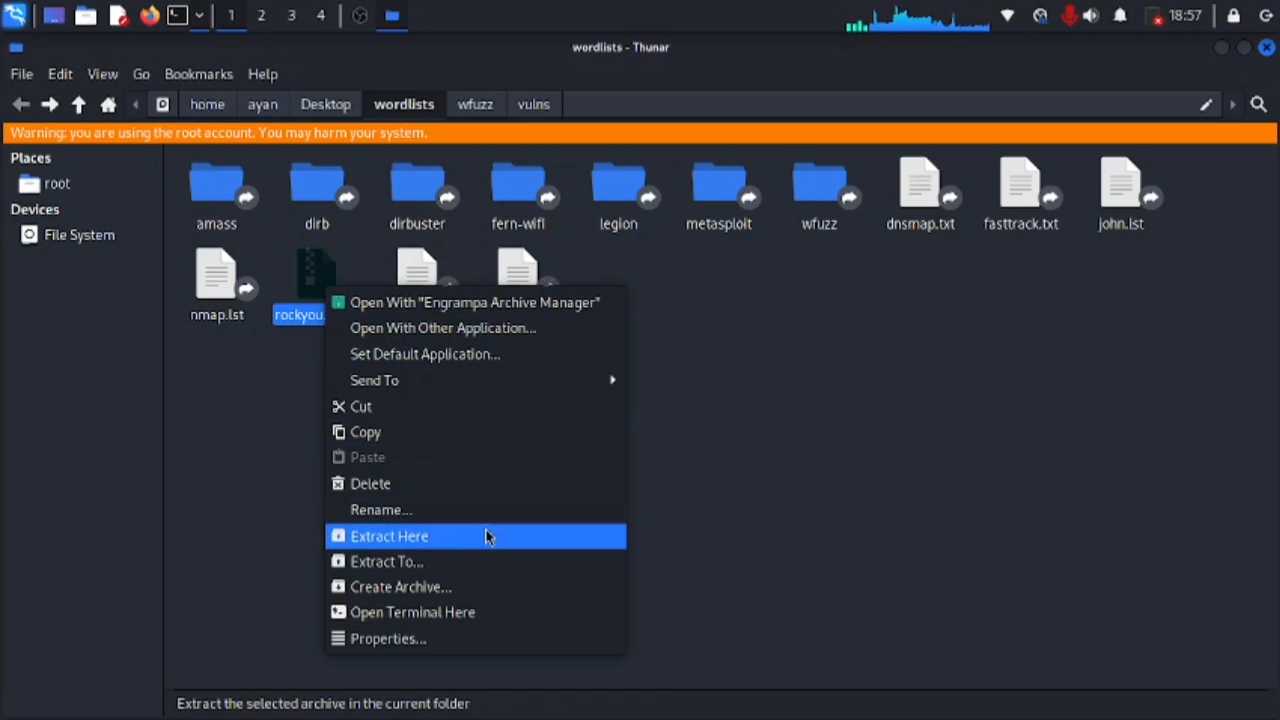 1 2 3 4 18:57
wordlists - Thunar
File Edit View Go Bookmarks Help
home ayan Desktop wordlists wfuzz vulns
Warning: you are using the root account. You may harm your system.
Places
root
Devices
File System
amass dirb dirbuster fern-wifi legion metasploit wfuzz dnsmap.txt fasttrack.txt john.lst
nmap.lst rockyou.
Open With "Engrampa Archive Manager"
Open With Other Application...
Set Default Application...
Send To
Cut
Copy
Paste
Delete
Rename...
Extract Here
Extract To...
Create Archive...
Open Terminal Here
Properties...
Extract the selected archive in the current folder